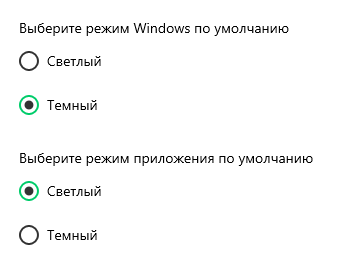 Выберите режим Windows по умолчанию
Светлый
Темный
Выберите режим приложения по умолчанию
Светлый
Темный